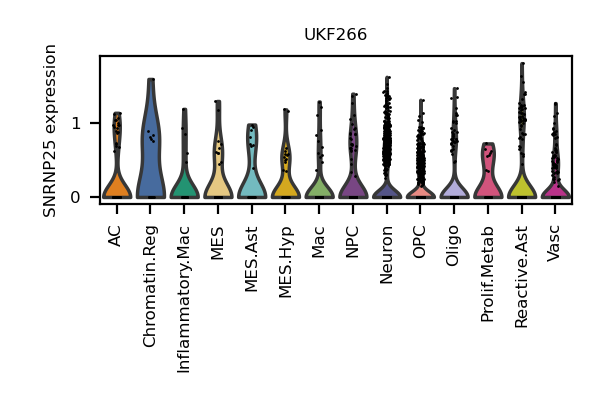 UKF266
SNRNP25 expression
1
0
AC
Chromatin.Reg
Inflammatory.Mac
MES
MES.Ast
MES.Hyp
Mac
NPC
Neuron
OPC
Oligo
Prolif.Metab
Reactive.Ast
Vasc